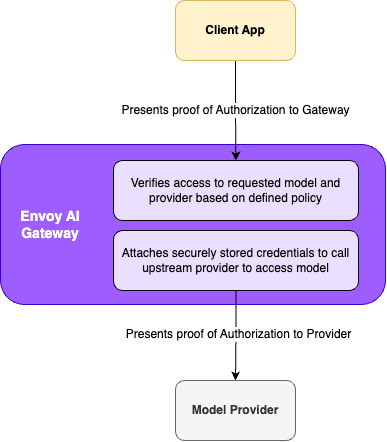 Client App
Presents proof of Authorization to Gateway
Envoy AI
Gateway
Verifies access to requested model and
provider based on defined policy
Attaches securely stored credentials to call
upstream provider to access model
Presents proof of Authorization to Provider
Model Provider